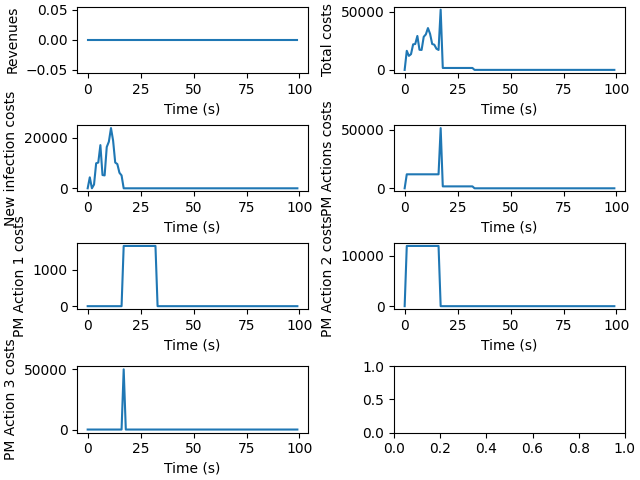 Revenues
0.05
0.00
−0.05
0 25 50 75 100
Time (s)
Total costs
50000
0
0 25 50 75 100
Time (s)
New infection costs
20000
0
0 25 50 75 100
Time (s)
PM Actions costs
50000
0
0 25 50 75 100
Time (s)
PM Action 1 costs
1000
0
0 25 50 75 100
Time (s)
PM Action 2 costs
10000
0
0 25 50 75 100
Time (s)
PM Action 3 costs
50000
0
0 25 50 75 100
Time (s)
1.0
0.5
0.0
0.0 0.2 0.4 0.6 0.8 1.0